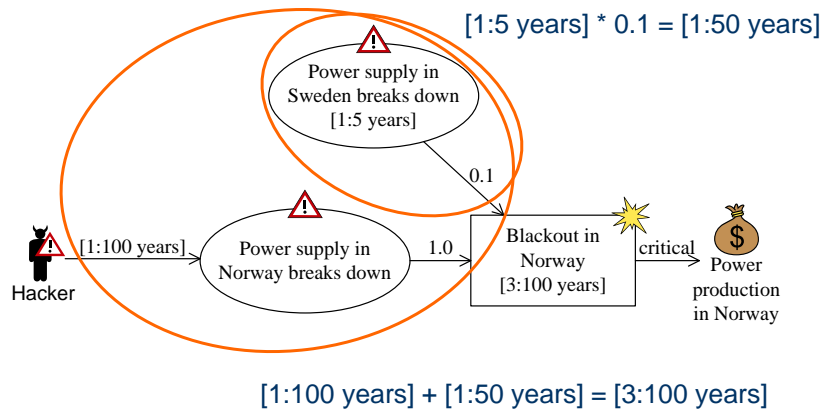 [1:5 years] * 0.1 = [1:50 years]
!
Power supply in
Sweden breaks down
[1:5 years]
0.1
!
!
Hacker
[1:100 years]
Power supply in
Norway breaks down
1.0
Blackout in
Norway
[3:100 years]
critical
$
Power
production
in Norway
[1:100 years] + [1:50 years] = [3:100 years]